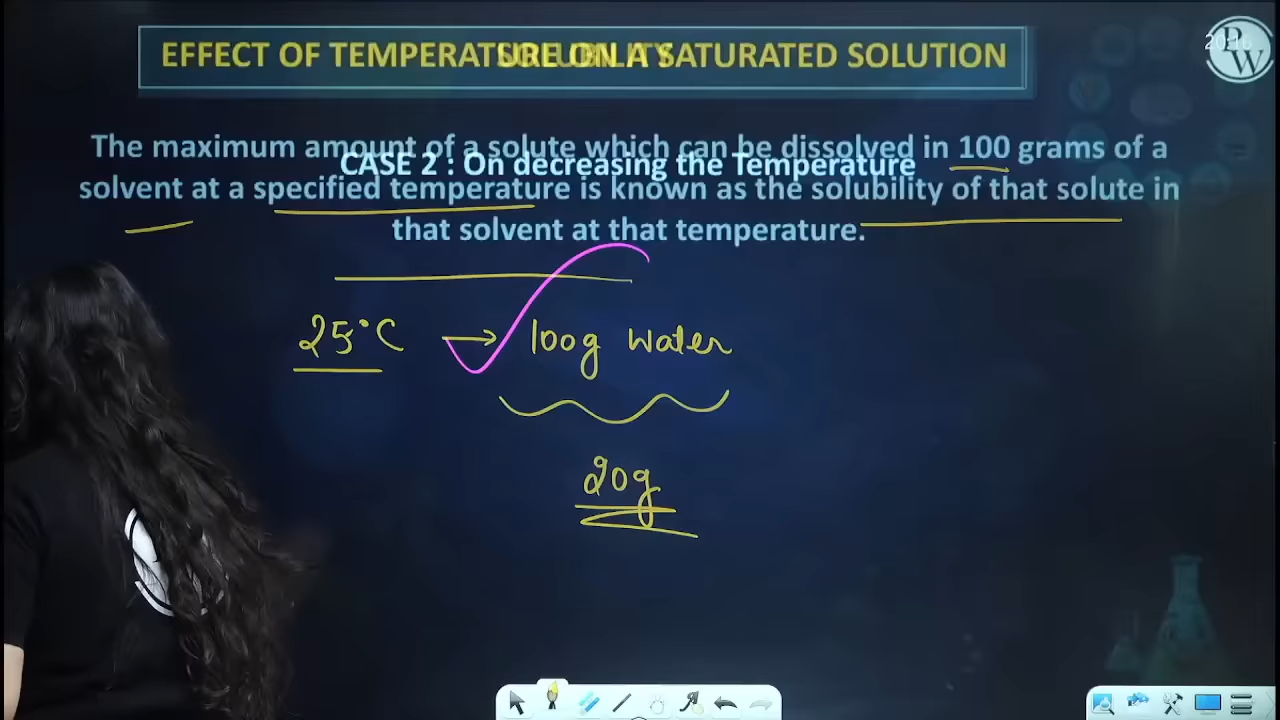 EFFECT OF TEMPERATURE ON A SATURATED SOLUTION
SOLUBILITY
PW
The maximum amount of a solute which can be dissolved in 100 grams of a
CASE 2 : On decreasing the Temperature
solvent at a specified temperature is known as the solubility of that solute in
that solvent at that temperature.
25°C → 100g water
20g